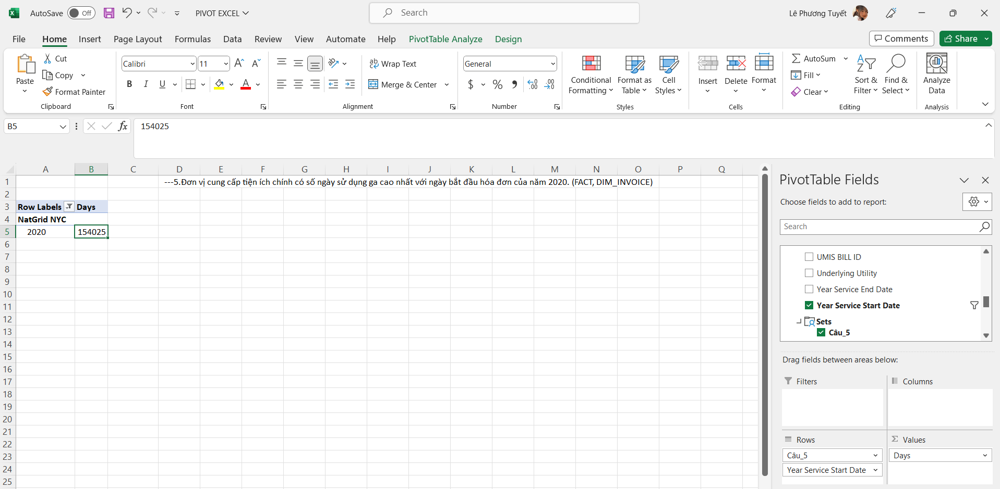 AutoSave Off PIVOT EXCEL Search Lê Phương Tuyết
File Home Insert Page Layout Formulas Data Review View Automate Help PivotTable Analyze Design Comments Share
Paste
Cut
Copy
Format Painter
Clipboard
Calibri 11
B I U A
Font
Wrap Text
Merge & Center
Alignment
General
$ % 9
Number
Conditional Formatting
Format as Table
Cell Styles
Styles
Insert Delete Format
Cells
AutoSum
Fill
Clear
Sort & Filter
Find & Select
Editing
Analyze Data
Analysis
B5 fx 154025
A B C D E F G H I J K L M N O P Q
1 ---5.Đơn vị cung cấp tiện ích chính có số ngày sử dụng ga cao nhất với ngày bắt đầu hóa đơn của năm 2020. (FACT, DIM_INVOICE)
2
3 Row Labels Days
4 NatGrid NYC
5 2020 154025
6
7
8
9
10
11
12
13
14
15
16
17
18
19
20
21
22
23
24
25
PivotTable Fields
Choose fields to add to report:
Search
UMIS BILL ID
Underlying Utility
Year Service End Date
Year Service Start Date
Sets
Câu_5
Drag fields between areas below:
Filters Columns
Rows Values
Câu_5 Days
Year Service Start Date